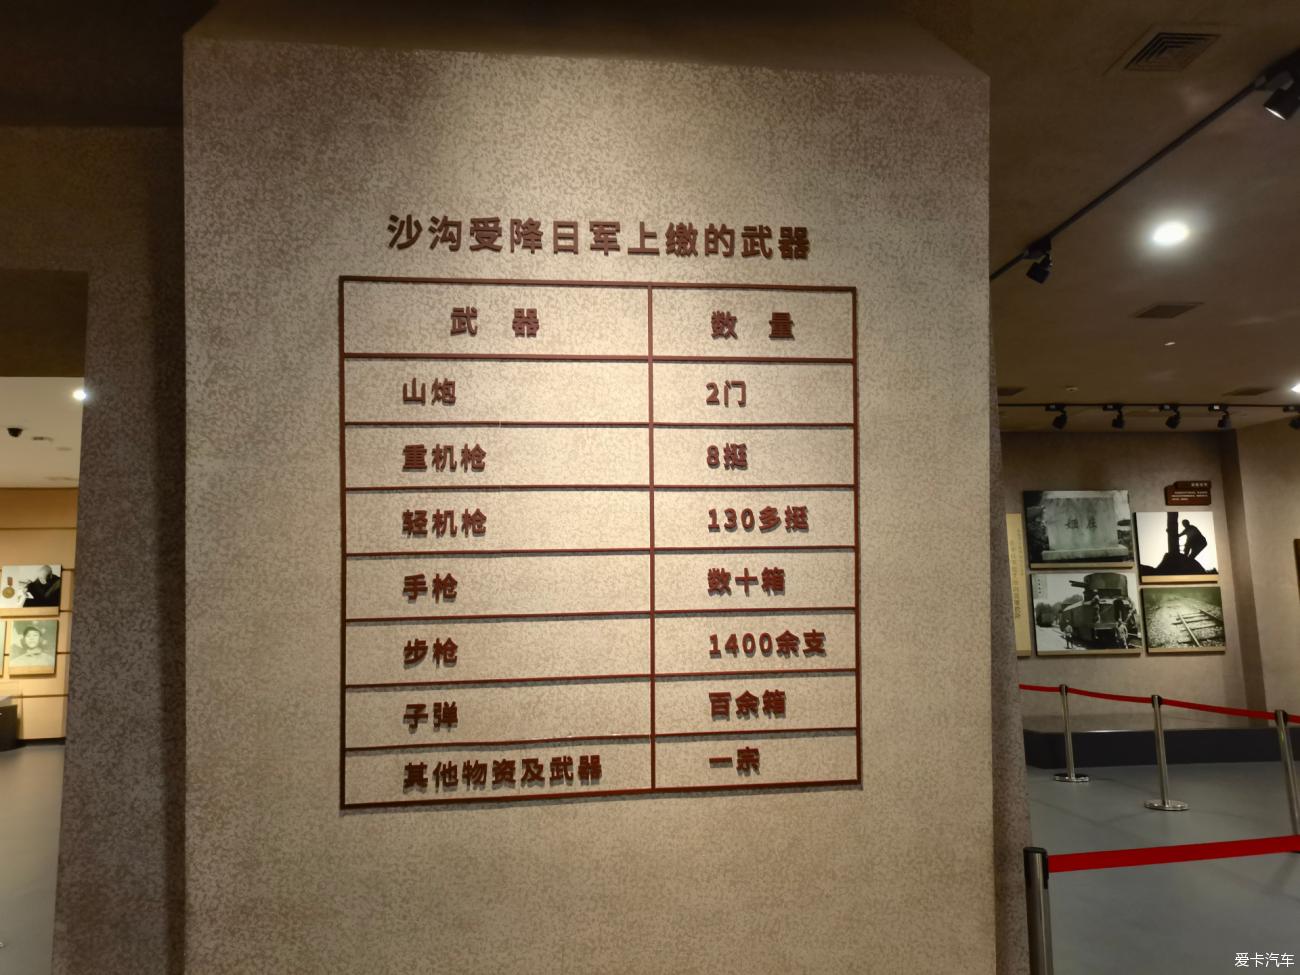 沙沟受降日军上缴的武器
武 器 数 量
山炮 2门
重机枪 8挺
轻机枪 130多挺
手枪 数十箱
步枪 1400余支
子弹 百余箱
其他物资及武器 一宗
爱卡汽车